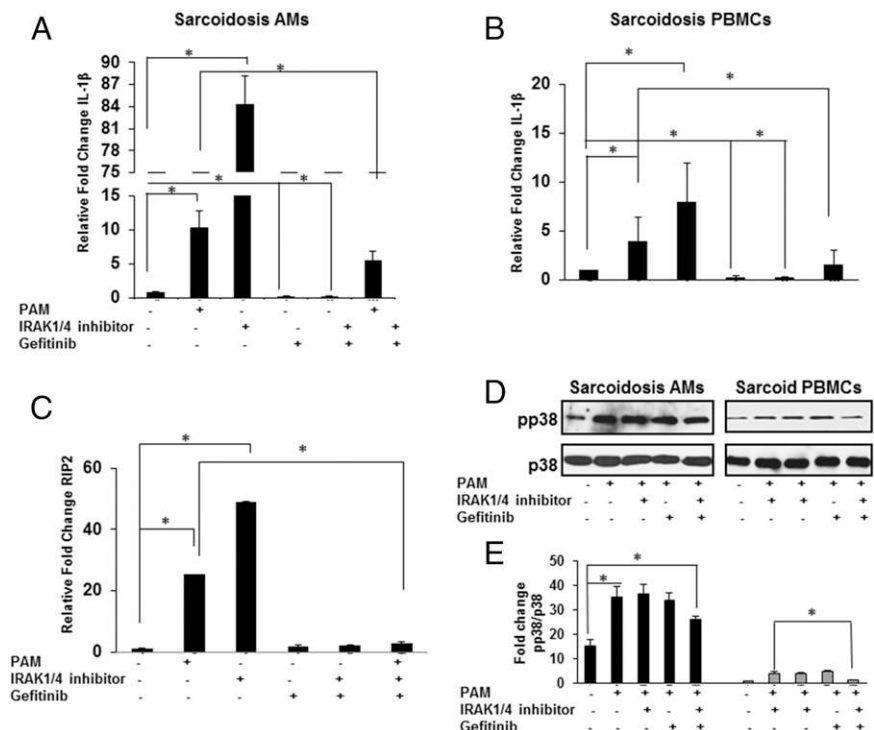 A
Sarcoidosis AMs
Relative Fold Change IL-1β
90
87
84
81
78
75
15
10
5
0
*
*
*
*
*
PAM - + - - - +
IRAK1/4 inhibitor - - + - + +
Gefitinib - - - + + +
B
Sarcoidosis PBMCs
Relative Fold Change IL-1β
20
15
10
5
0
*
*
*
*
*
C
Relative Fold Change RIP2
60
40
20
0
*
*
*
PAM - + - - - +
IRAK1/4 inhibitor - - + - + +
Gefitinib - - - + + +
D
Sarcoidosis AMs Sarcoid PBMCs
pp38
p38
PAM - + + + + - + + + +
IRAK1/4 inhibitor - - + - + - + + - +
Gefitinib - - - + + - - - + +
E
Fold change
pp38/p38
50
40
30
20
10
0
*
*
*
PAM - + + + + - + + + +
IRAK1/4 inhibitor - - + - + - + + - +
Gefitinib - - - + + - - - + +